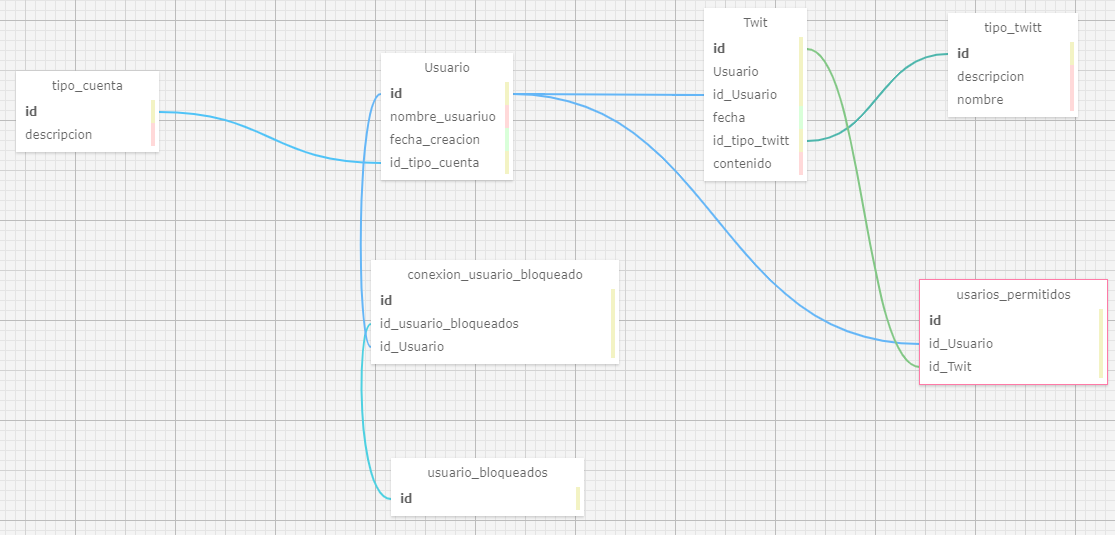 tipo_cuenta
id
descripcion
Usuario
id
nombre_usuariuo
fecha_creacion
id_tipo_cuenta
Twit
id
Usuario
id_Usuario
fecha
id_tipo_twitt
contenido
tipo_twitt
id
descripcion
nombre
conexion_usuario_bloqueado
id
id_usuario_bloqueados
id_Usuario
usarios_permitidos
id
id_Usuario
id_Twit
usuario_bloqueados
id